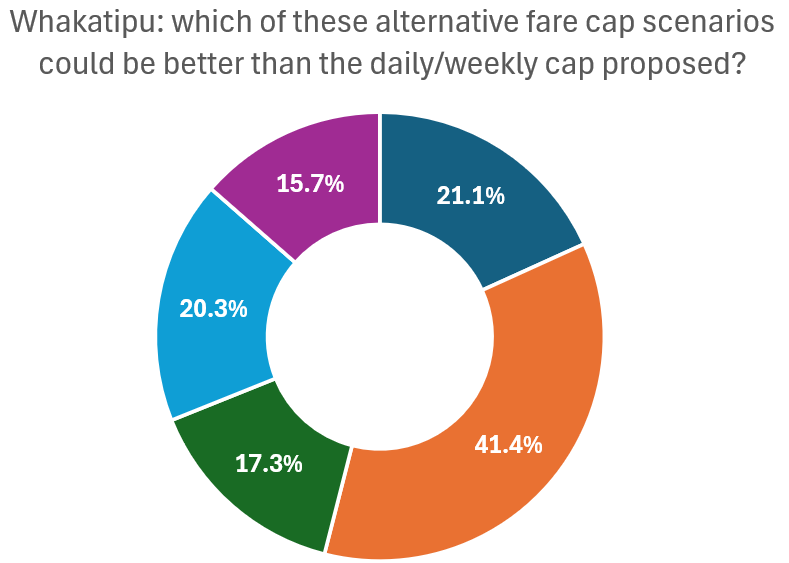 Whakatipu: which of these alternative fare cap scenarios
could be better than the daily/weekly cap proposed?
15.7%
21.1%
20.3%
41.4%
17.3%